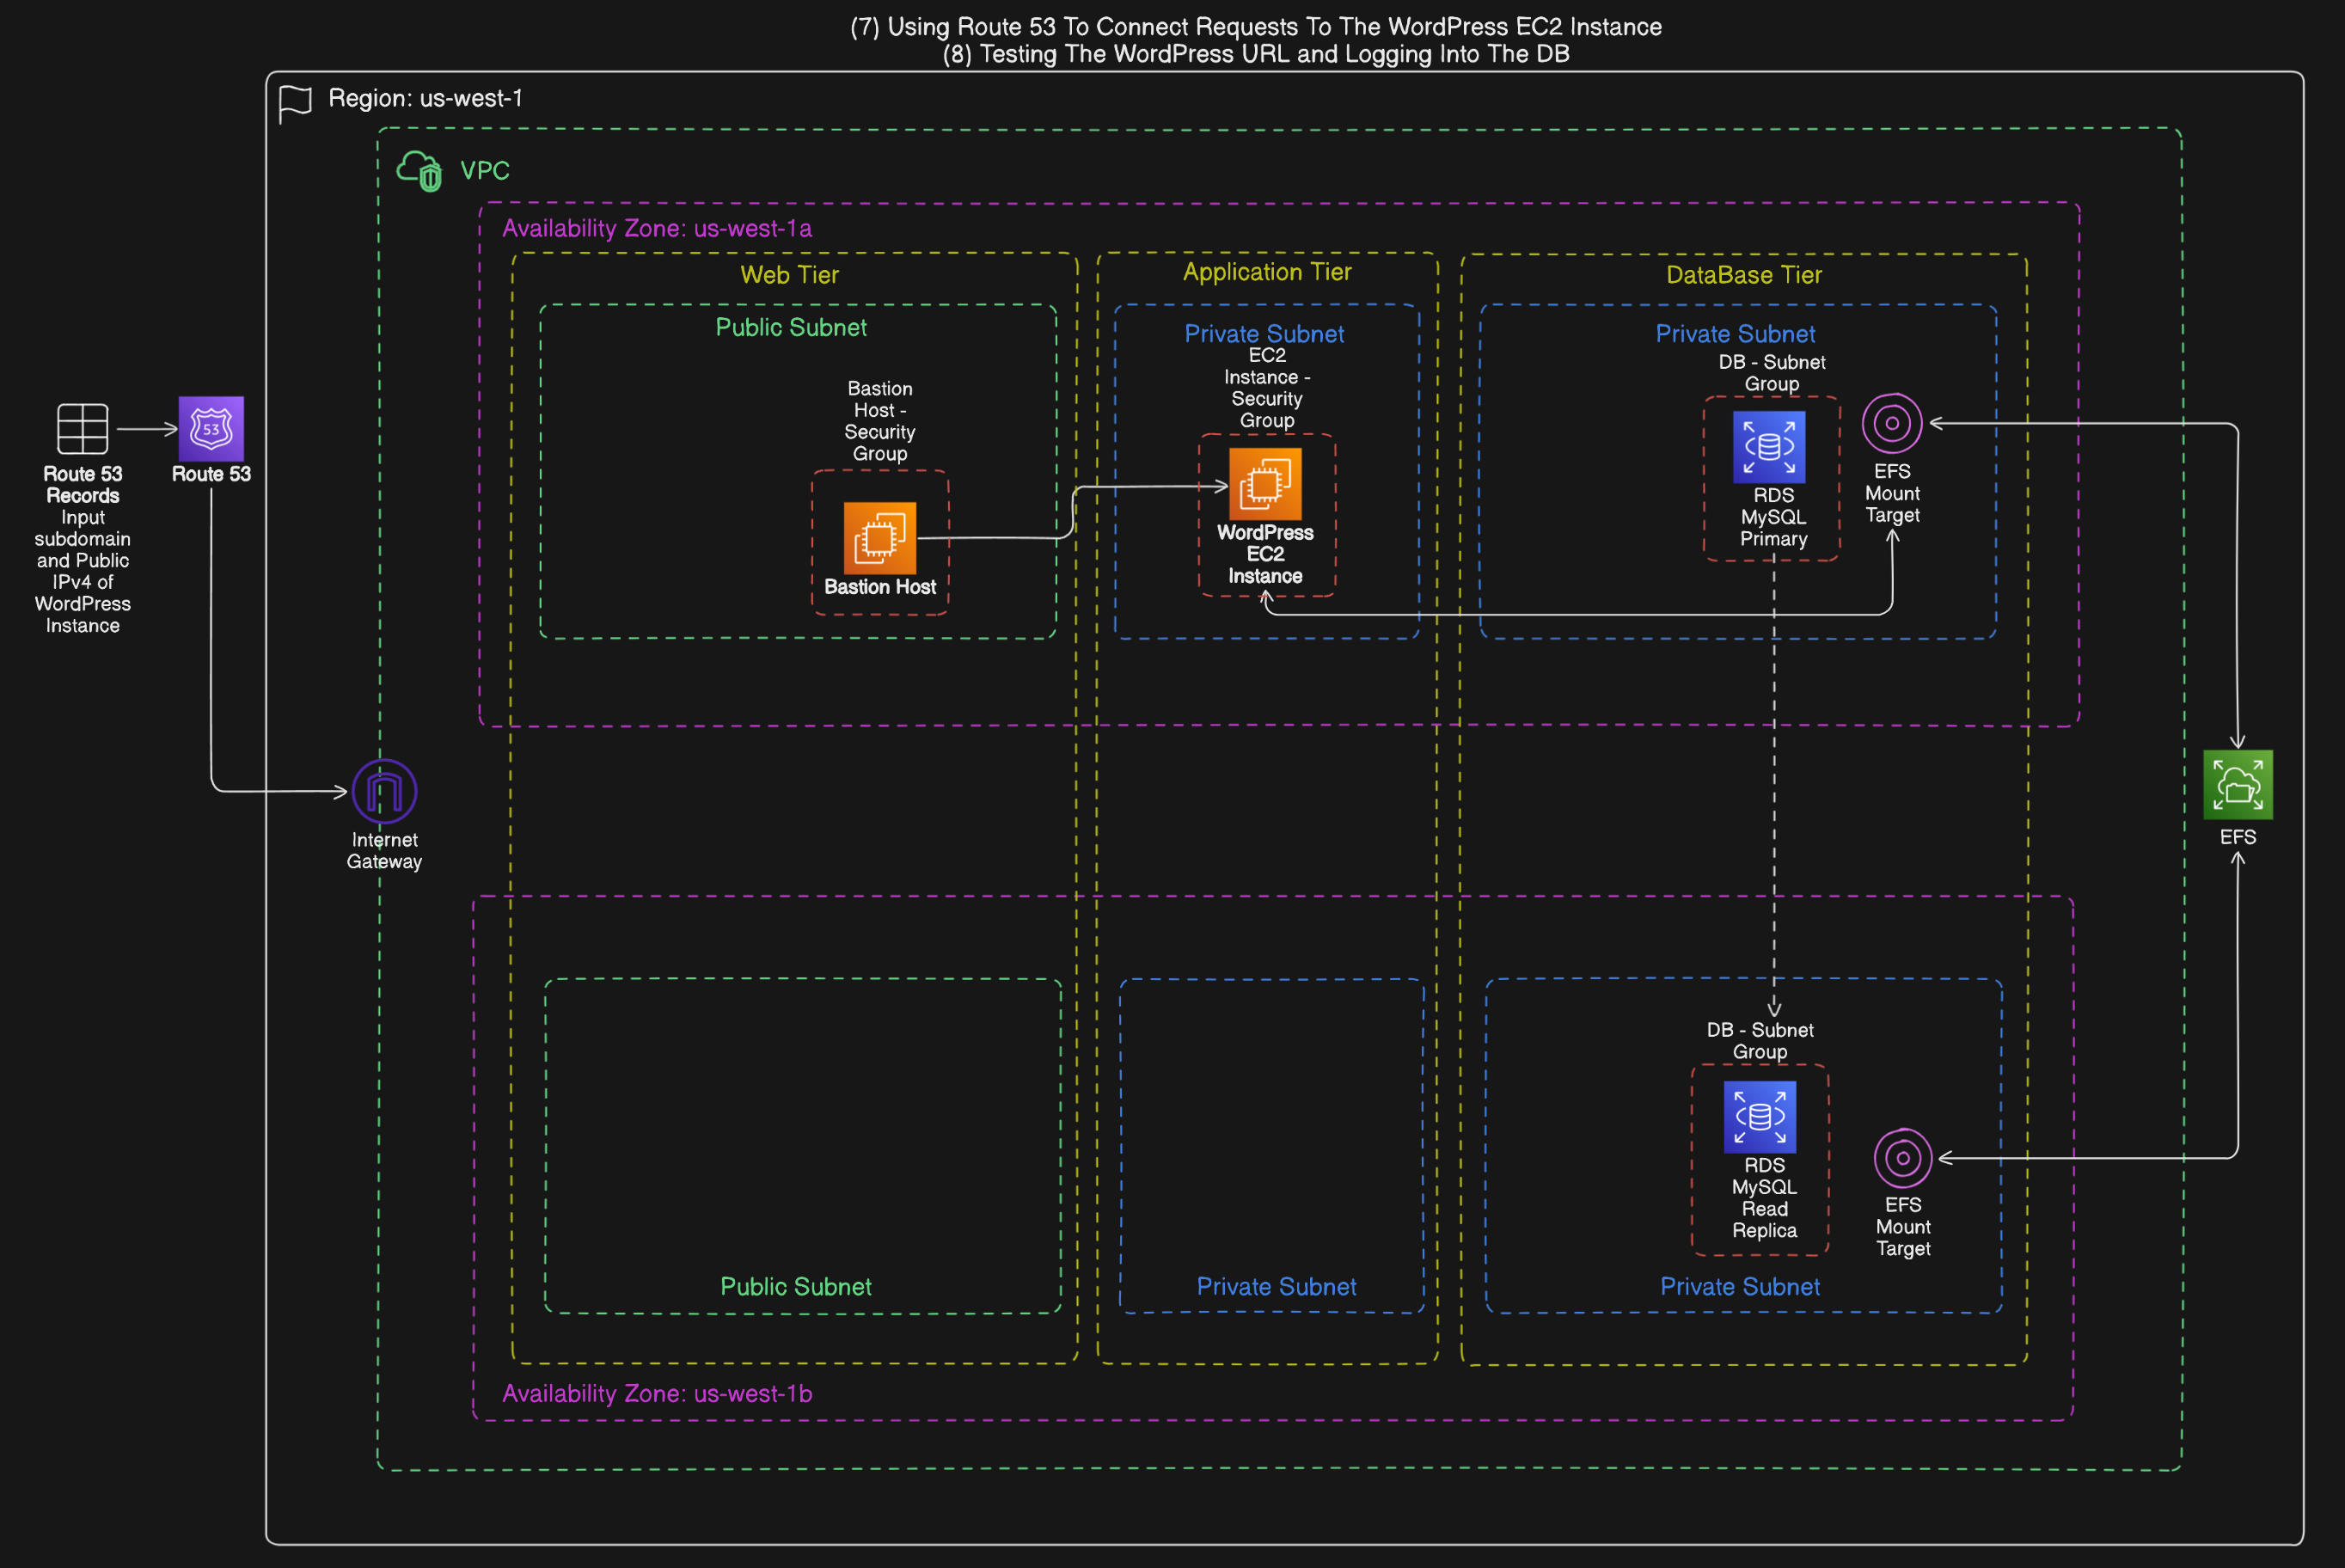 (7) Using Route 53 To Connect Requests To The WordPress EC2 Instance
(8) Testing The WordPress URL and Logging Into The DB
Region: us-west-1
VPC
Availability Zone: us-west-1a
Web Tier
Application Tier
DataBase Tier
Public Subnet
Private Subnet
Private Subnet
Bastion
Host -
Security
Group
Bastion Host
EC2
Instance -
Security
Group
WordPress
EC2
Instance
DB - Subnet
Group
RDS
MySQL
Primary
EFS
Mount
Target
53
Route 53
Records
Input
subdomain
and Public
IPv4 of
WordPress
Instance
Route 53
Internet
Gateway
EFS
DB - Subnet
Group
RDS
MySQL
Read
Replica
EFS
Mount
Target
Public Subnet
Private Subnet
Private Subnet
Availability Zone: us-west-1b